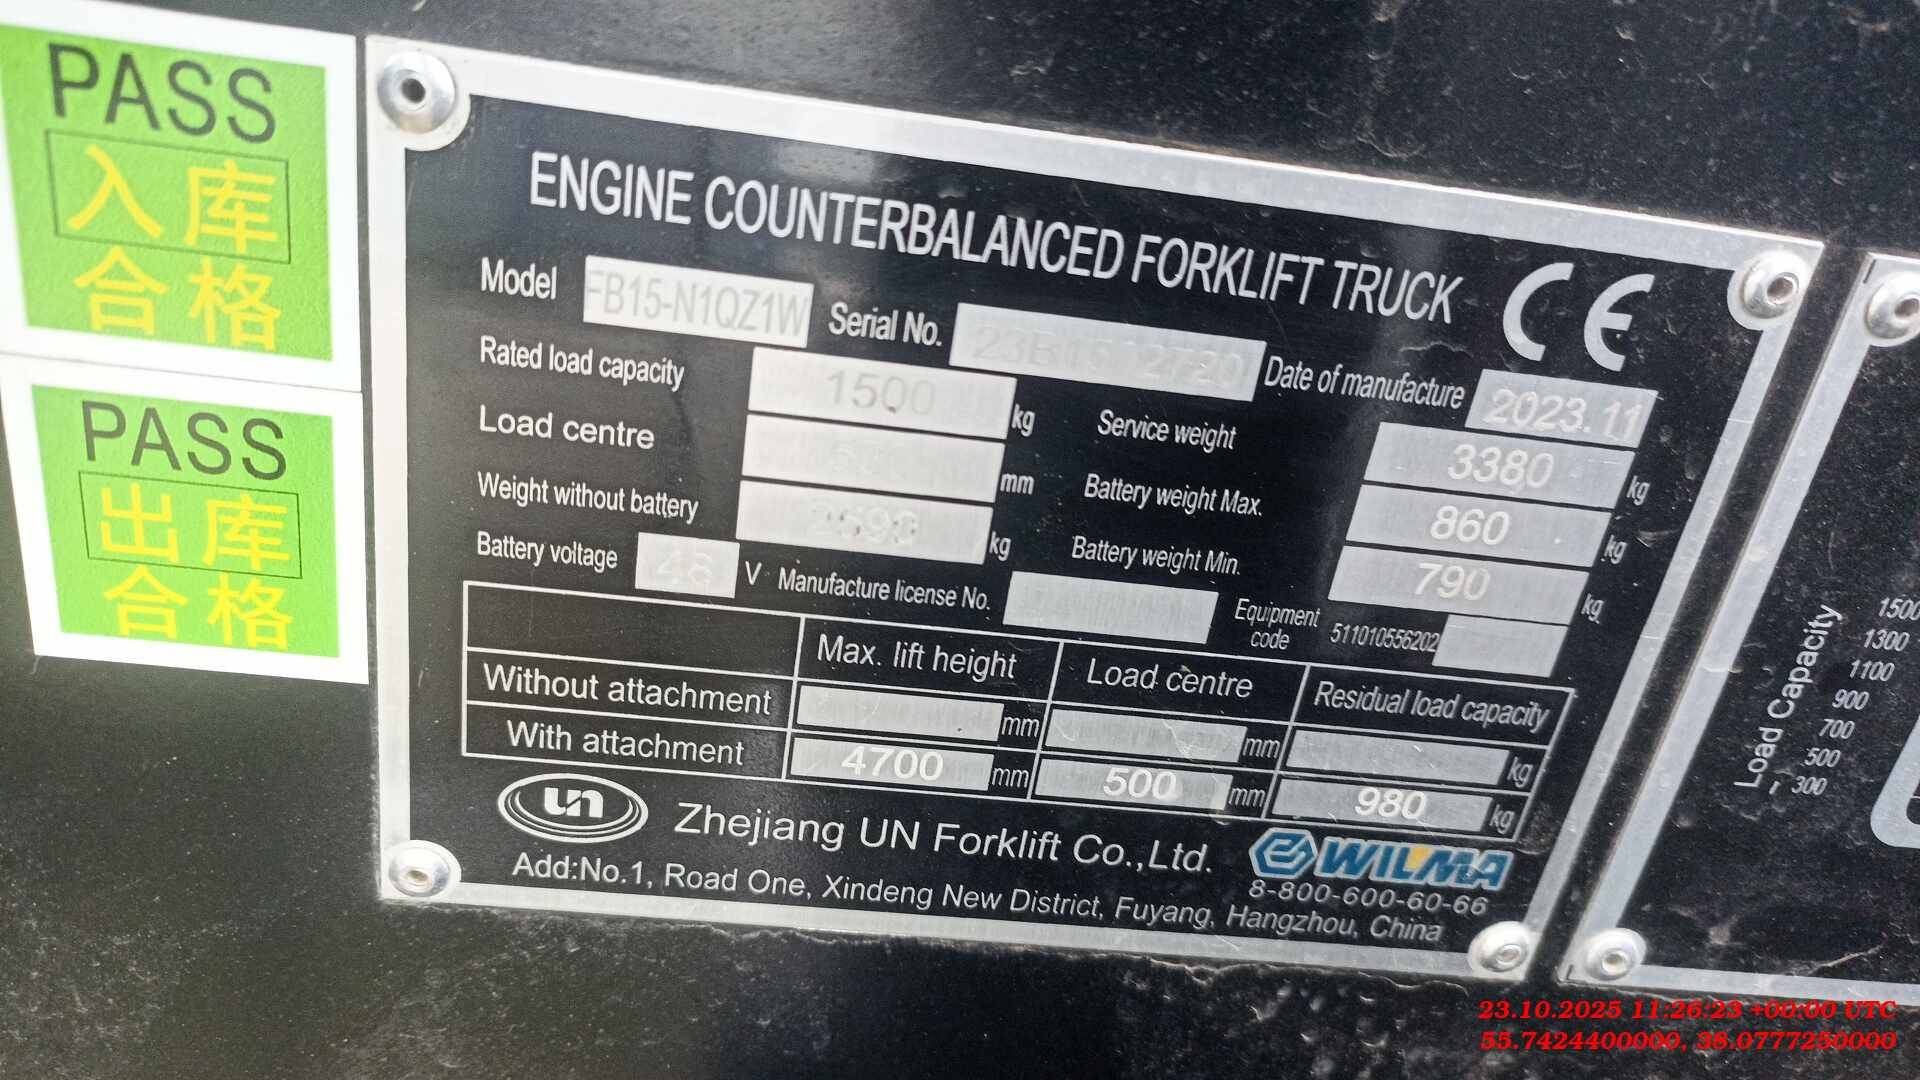 PASS
入库
合格
PASS
出库
合格
ENGINE COUNTERBALANCED FORKLIFT TRUCK CE
Model FB15-N1QZ1W Serial No. Date of manufacture 2023.11
Rated load capacity 1500 kg Service weight 3380 kg
Load centre mm Battery weight Max. 860 kg
Weight without battery kg Battery weight Min. 790 kg
Battery voltage 48 V Manufacture license No. Equipment code 511010556202
Max. lift height Load centre Residual load capacity
Without attachment mm mm kg
With attachment 4700 mm 500 mm 980 kg
UN Zhejiang UN Forklift Co.,Ltd. WILMA
8-800-600-60-66
Add:No.1, Road One, Xindeng New District, Fuyang, Hangzhou, China
Load Capacity
1500
1300
1100
900
700
500
300
23.10.2025 11:26:23 +00:00 UTC
55.7424400000, 38.0777250000